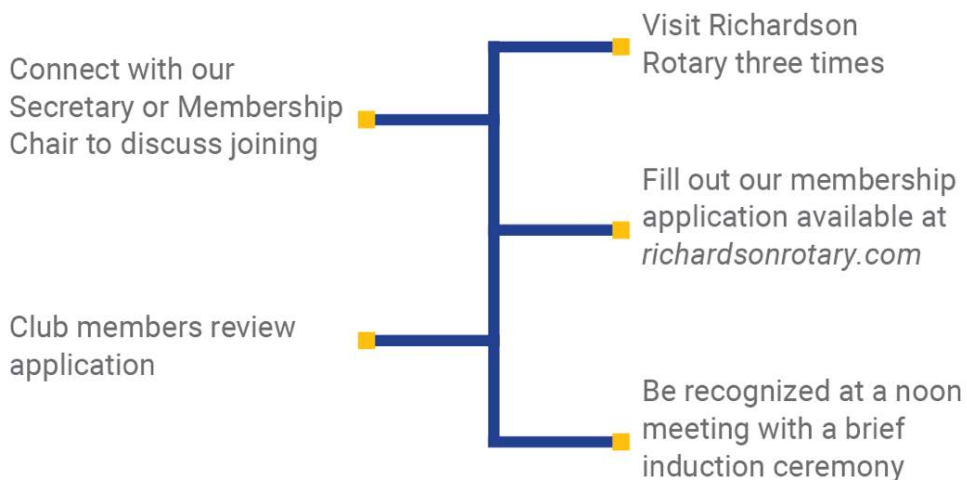 Visit Richardson
Rotary three times
Connect with our
Secretary or Membership
Chair to discuss joining
Fill out our membership
application available at
richardsonrotary.com
Club members review
application
Be recognized at a noon
meeting with a brief
induction ceremony